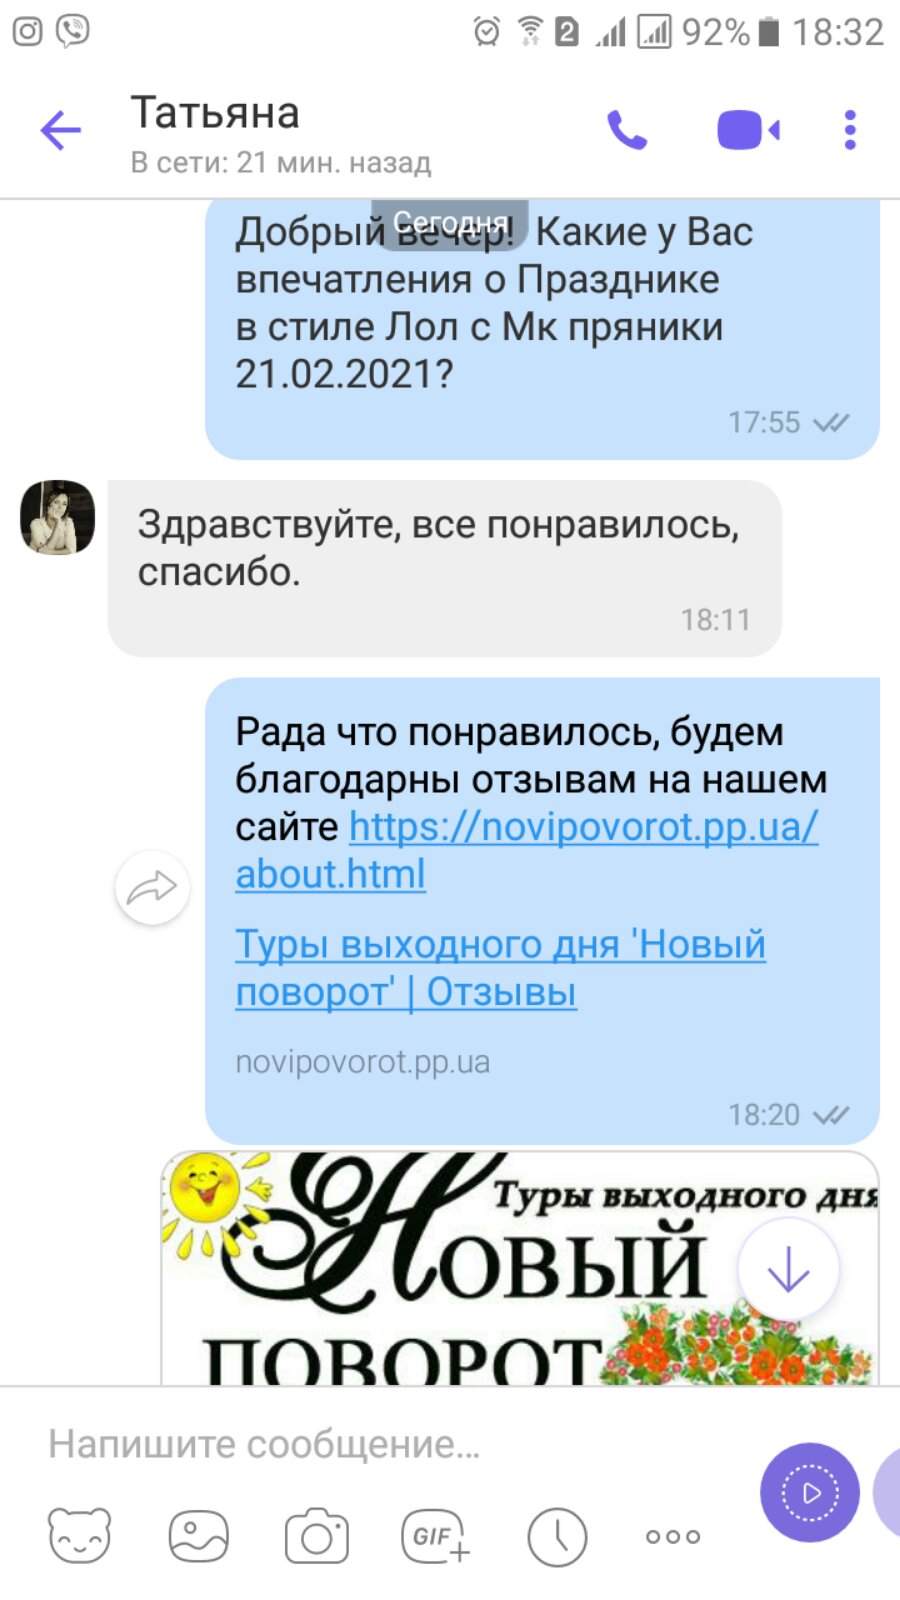 92% 18:32
Татьяна
В сети: 21 мин. назад
Сегодня
Добрый вечер! Какие у Вас
впечатления о Празднике
в стиле Лол с Мк пряники
21.02.2021?
17:55
Здравствуйте, все понравилось,
спасибо.
18:11
Рада что понравилось, будем
благодарны отзывам на нашем
сайте https://novipovorot.pp.ua/
about.html
Туры выходного дня 'Новый
поворот' | Отзывы
novipovorot.pp.ua
18:20
Туры выходного дня
Новый
поворот
Напишите сообщение...
GIF